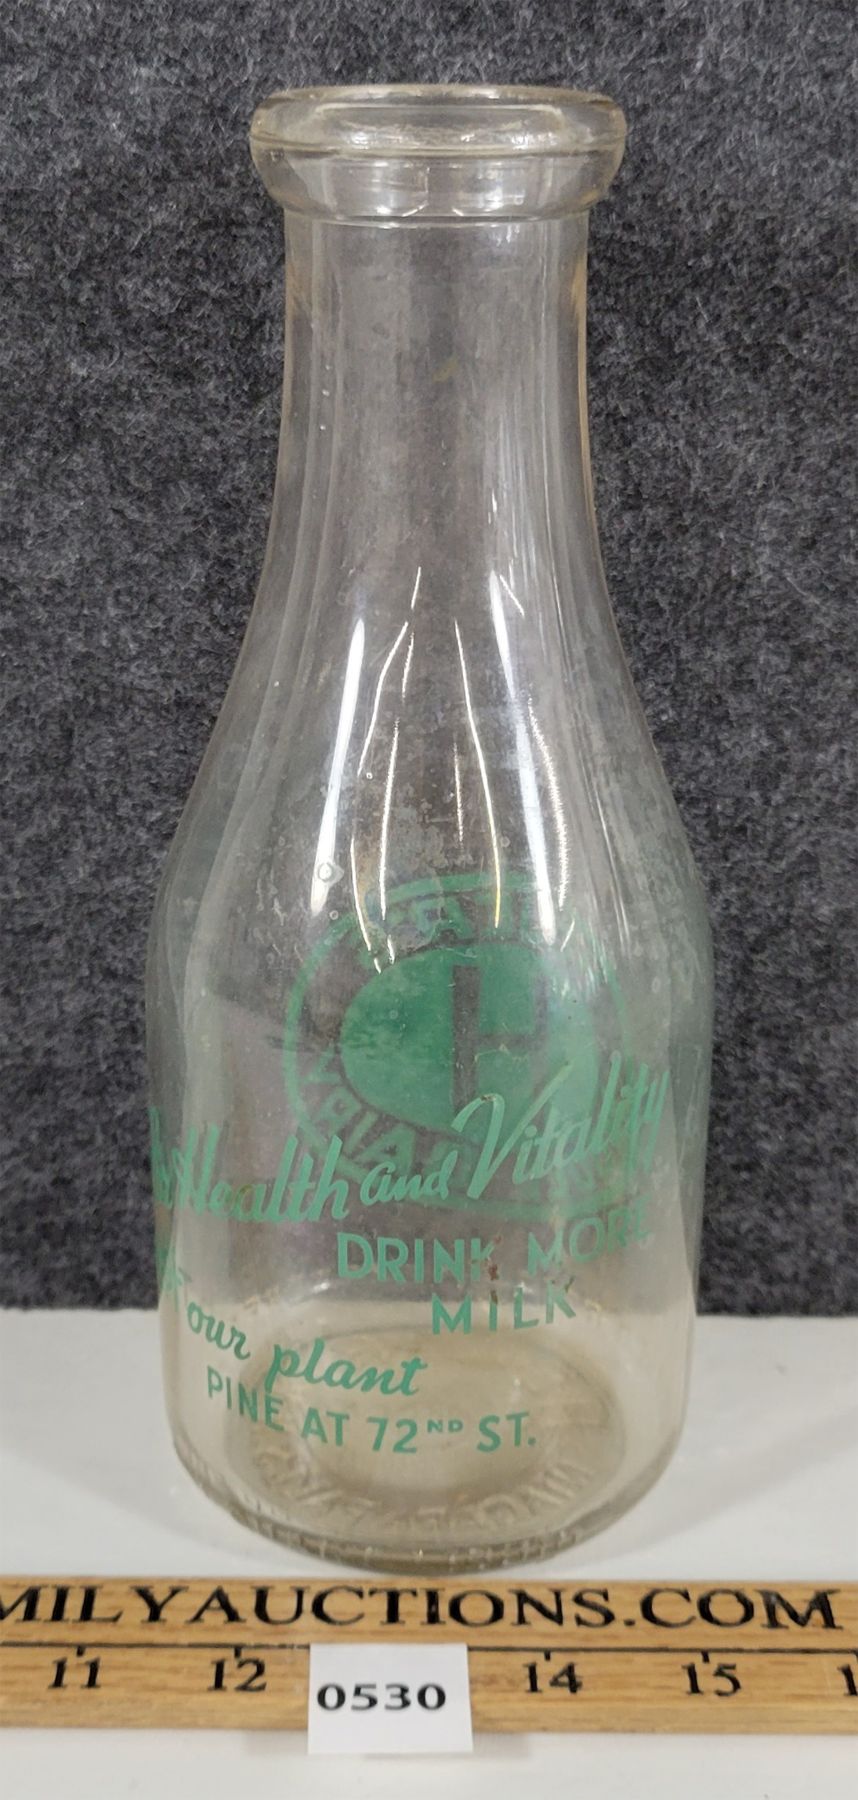 Health and Vitality
DRINK MORE
MILK
our plant
PINE AT 72ND ST.
MILYAUCTIONS.COM
11 12 14 15
0530